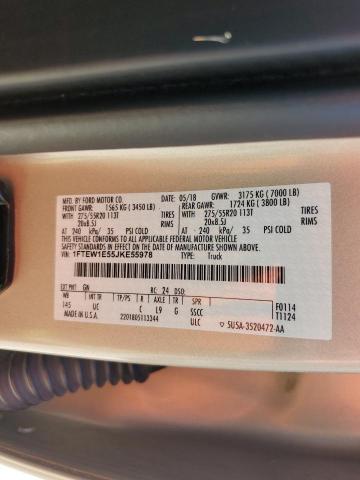 MFD. BY FORD MOTOR CO. 05/18 GVWR: 3175 KG ( 7000 LB)
FRONT GAWR: 1565 KG ( 3450 LB) REAR GAWR: 1724 KG ( 3800 LB)
WITH 275/55R20 113T TIRES WITH 275/55R20 113T TIRES
20x8.5J RIMS 20x8.5J RIMS
AT 240 kPa/ 35 PSI COLD AT 240 kPa/ 35 PSI COLD
THIS VEHICLE CONFORMS TO ALL APPLICABLE FEDERAL MOTOR VEHICLE
SAFETY STANDARDS IN EFFECT ON THE DATE OF MANUFACTURE SHOWN ABOVE.
VIN: 1FTEW1E55JKE55978 TYPE: Truck
EXT PNT: GN RC: 24 DSO: F0114
WB INT TR TP/PS R AXLE TR SPR T1124
145 UC C L9 G SSCC
MADE IN U.S.A. 2201805113344 ULC 5USA-3520472-AA